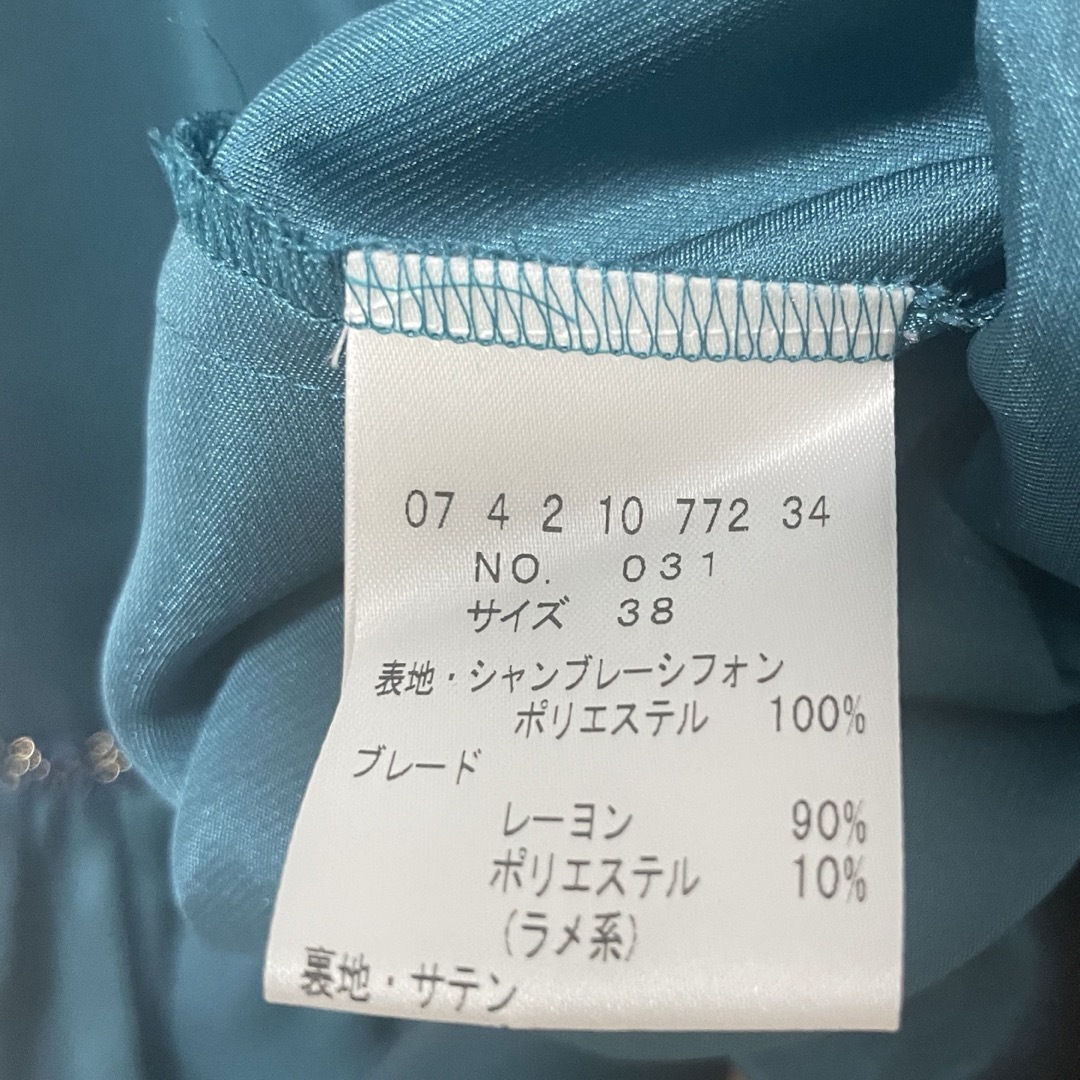 07 4 2 10 772 34
NO. 031
サイズ 38
表地・シャンブレーシフォン
ポリエステル 100%
ブレード
レーヨン 90%
ポリエステル 10%
(ラメ系)
裏地・サテン